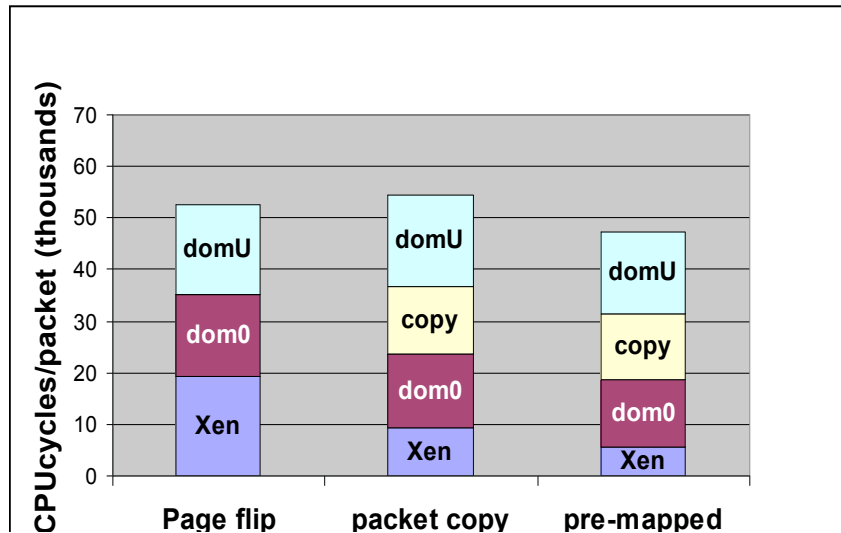 CPUcycles/packet (thousands)
70
60
50
40
30
20
10
0
domU
dom0
Xen
domU
copy
dom0
Xen
domU
copy
dom0
Xen
Page flip
packet copy
pre-mapped